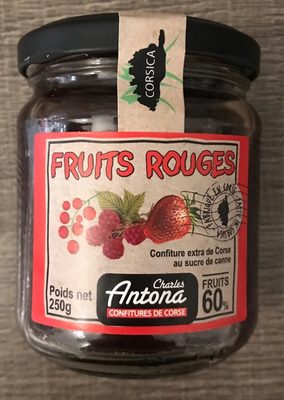 CORSICA
FRUITS ROUGES
Confiture extra de Corse
au sucre de canne
Poids net
250g
Charles
Antona
CONFITURES DE CORSE
FRUITS
60%